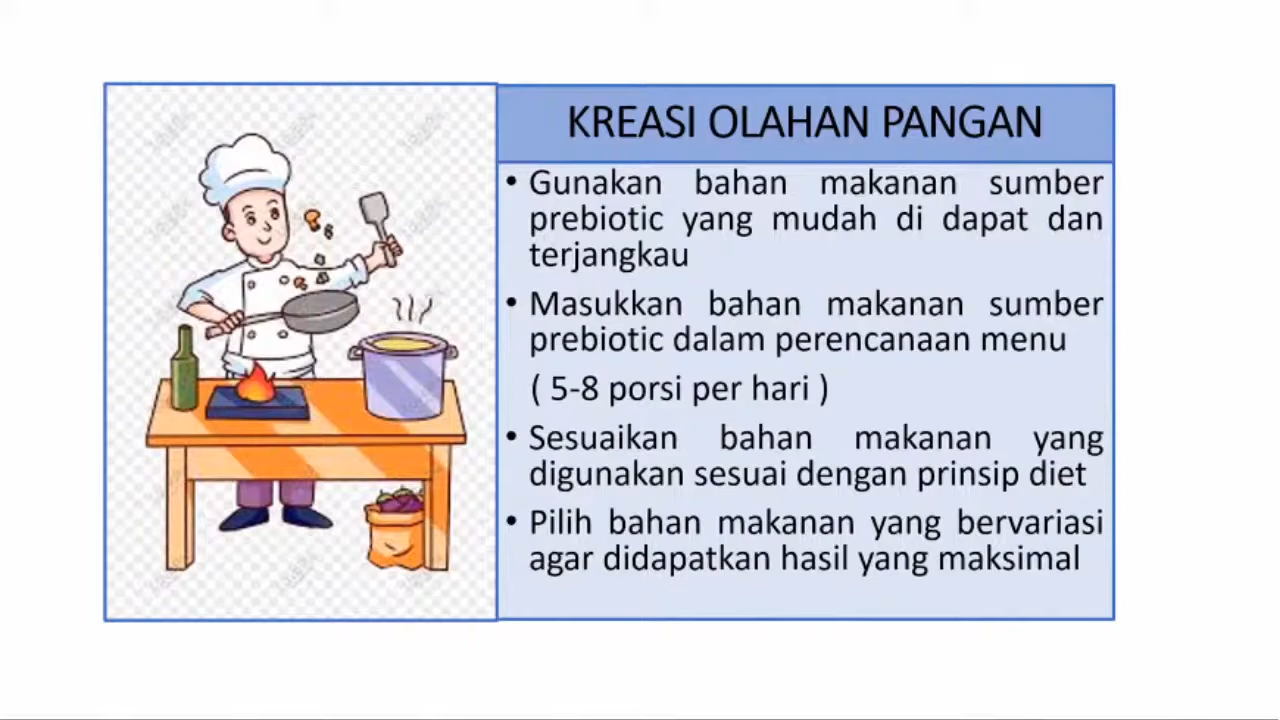 KREASI OLAHAN PANGAN
• Gunakan bahan makanan sumber
prebiotic yang mudah di dapat dan
terjangkau
• Masukkan bahan makanan sumber
prebiotic dalam perencanaan menu
( 5-8 porsi per hari )
• Sesuaikan bahan makanan yang
digunakan sesuai dengan prinsip diet
• Pilih bahan makanan yang bervariasi
agar didapatkan hasil yang maksimal